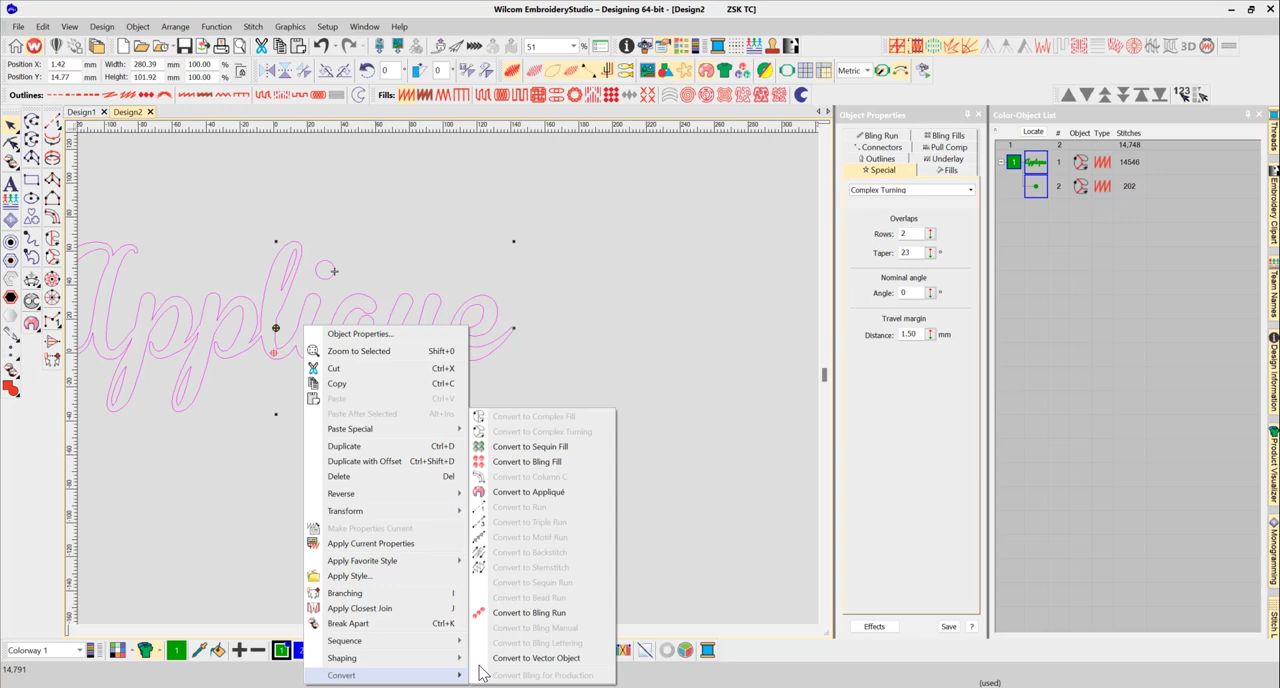 Wilcom EmbroideryStudio – Designing 64-bit - [Design2        ZSK TC]
File Edit View Design Object Arrange Function Stitch Graphics Setup Window Help
51
Position X: 1.42 mm Width: 280.39 mm 100.00 %
Position Y: 14.77 mm Height: 101.92 mm 100.00 %
0 0 Metric 3D
Outlines: Fills: 123
Design1 Design2
Object Properties
Bling Run Bling Fills
Connectors Pull Comp
Outlines Underlay
Special Fills
Complex Turning
Overlaps
Rows: 2
Taper: 23 °
Nominal angle
Angle: 0 °
Travel margin
Distance: 1.50 mm
Effects Save ?
Color-Object List
Locate # Object Type Stitches
1 2 14,748
1 1 14546
2 202
Threads
Embroidery Clipart
Team Names
Design Information
Product Visualizer
Monogramming
Stitch L
Applique
Object Properties...
Zoom to Selected Shift+0
Cut Ctrl+X
Copy Ctrl+C
Paste Ctrl+V
Paste After Selected Alt+Ins
Paste Special
Duplicate Ctrl+D
Duplicate with Offset Ctrl+Shift+D
Delete Del
Reverse
Transform
Make Properties Current
Apply Current Properties
Apply Favorite Style
Apply Style...
Branching I
Apply Closest Join J
Break Apart Ctrl+K
Sequence
Shaping
Convert
Convert to Complex Fill
Convert to Complex Turning
Convert to Sequin Fill
Convert to Bling Fill
Convert to Column C
Convert to Appliqué
Convert to Run
Convert to Triple Run
Convert to Motif Run
Convert to Backstitch
Convert to Stemstitch
Convert to Sequin Run
Convert to Bead Run
Convert to Bling Run
Convert to Bling Manual
Convert to Bling Lettering
Convert to Vector Object
Convert Bling for Production
Colorway 1 1 1
14,791 (used)